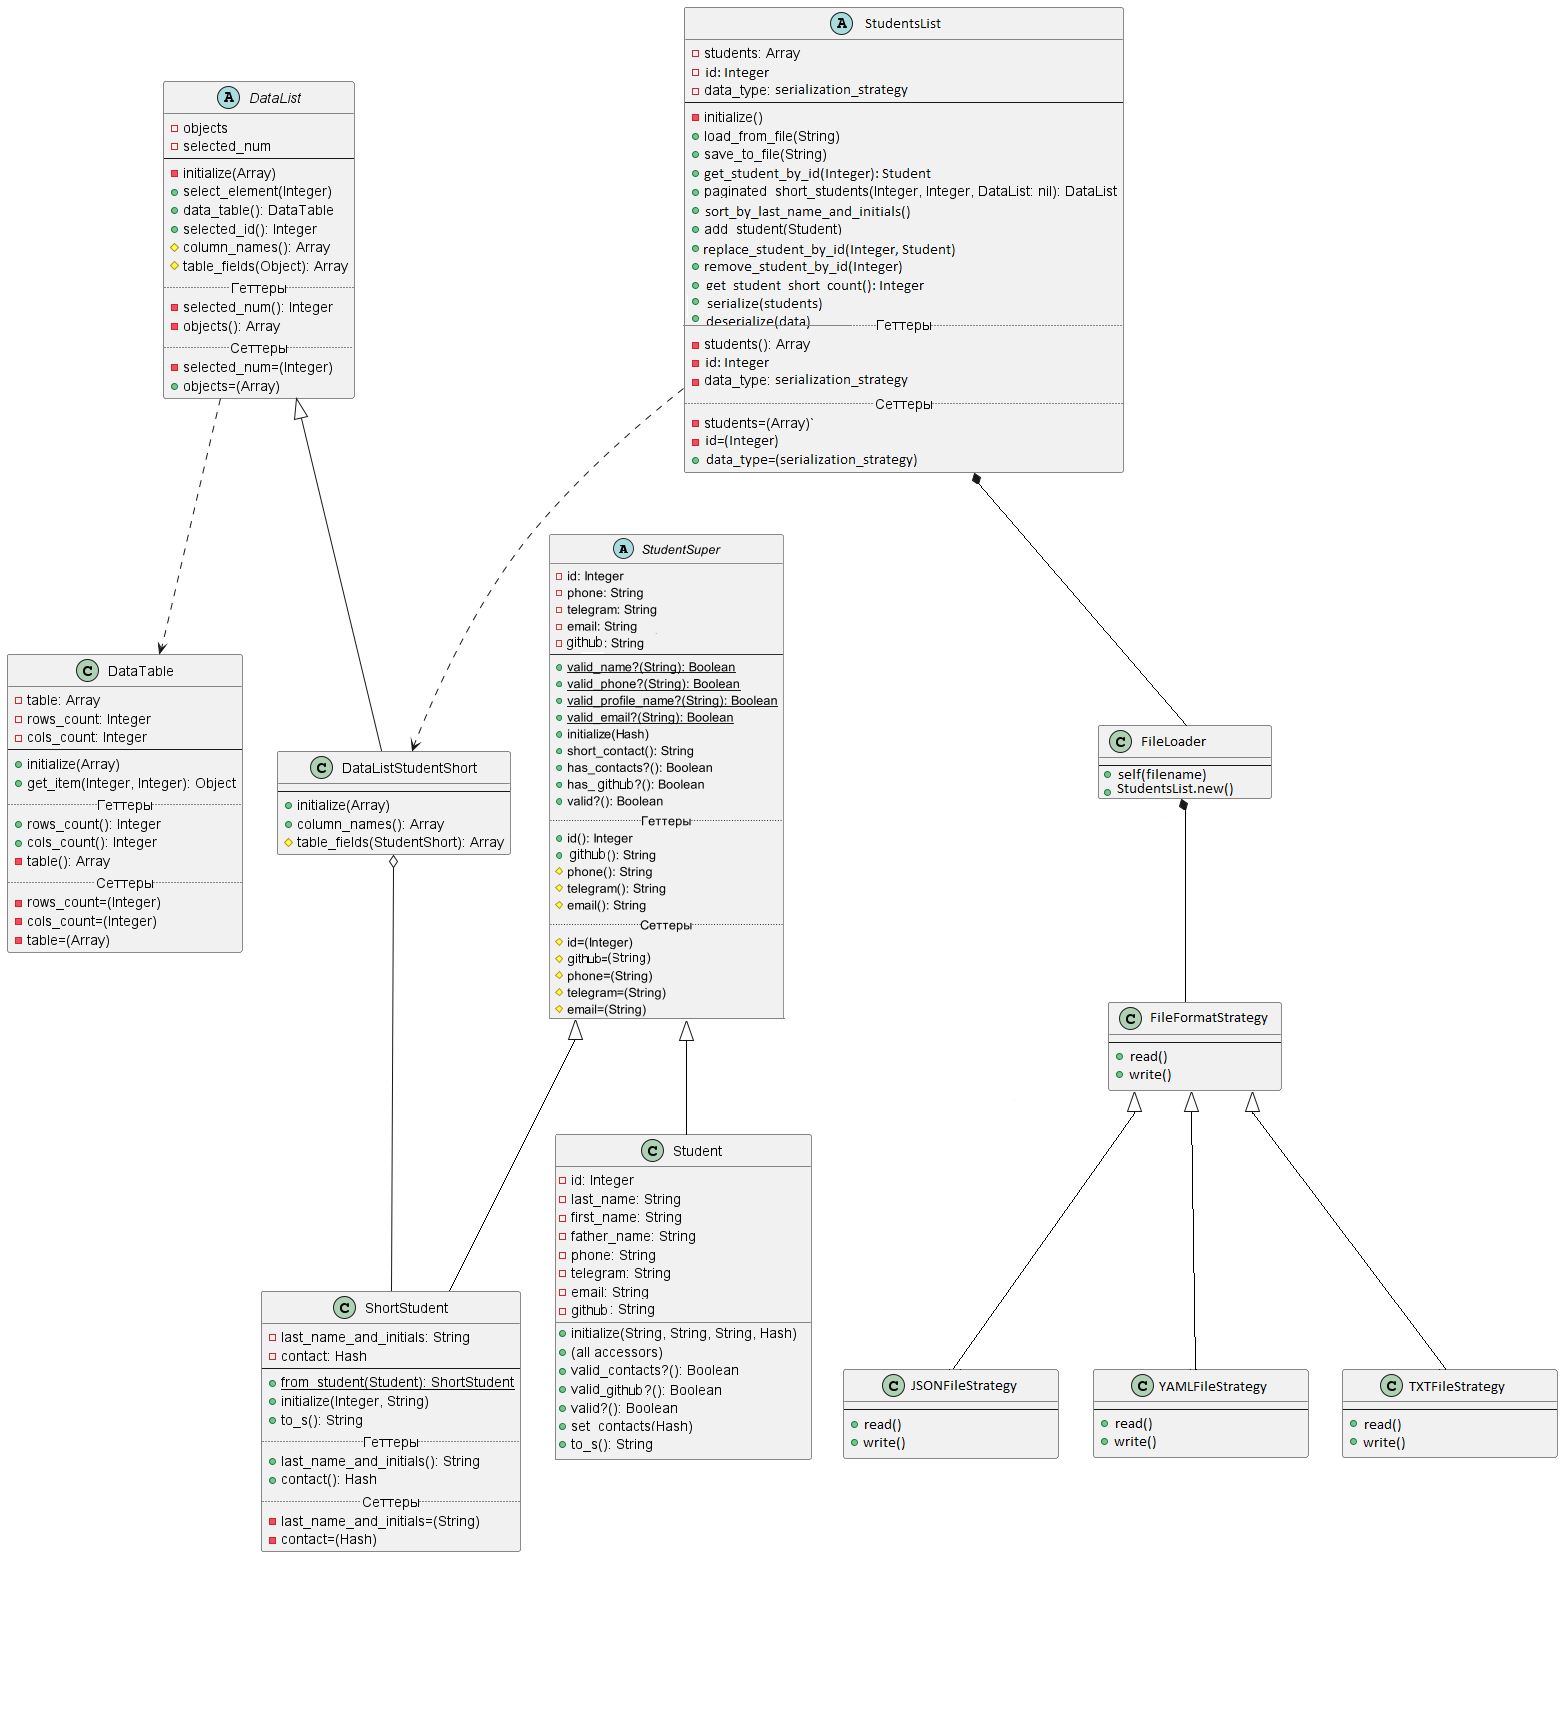 A StudentsList
students: Array
id: Integer
data_type: serialization_strategy
initialize()
load_from_file(String)
save_to_file(String)
get_student_by_id(Integer): Student
paginated_short_students(Integer, Integer, DataList: nil): DataList
sort_by_last_name_and_initials()
add_student(Student)
replace_student_by_id(Integer, Student)
remove_student_by_id(Integer)
get_student_short_count(): Integer
serialize(students)
deserialize(data)
Геттеры
students(): Array
id: Integer
data_type: serialization_strategy
Сеттеры
students=(Array)`
id=(Integer)
data_type=(serialization_strategy)
A DataList
objects
selected_num
initialize(Array)
select_element(Integer)
data_table(): DataTable
selected_id(): Integer
column_names(): Array
table_fields(Object): Array
Геттеры
selected_num(): Integer
objects(): Array
Сеттеры
selected_num=(Integer)
objects=(Array)
A StudentSuper
id: Integer
phone: String
telegram: String
email: String
github: String
valid_name?(String): Boolean
valid_phone?(String): Boolean
valid_profile_name?(String): Boolean
valid_email?(String): Boolean
initialize(Hash)
short_contact(): String
has_contacts?(): Boolean
has_github?(): Boolean
valid?(): Boolean
Геттеры
id(): Integer
github(): String
phone(): String
telegram(): String
email(): String
Сеттеры
id=(Integer)
github=(String)
phone=(String)
telegram=(String)
email=(String)
C DataTable
table: Array
rows_count: Integer
cols_count: Integer
initialize(Array)
get_item(Integer, Integer): Object
Геттеры
rows_count(): Integer
cols_count(): Integer
table(): Array
Сеттеры
rows_count=(Integer)
cols_count=(Integer)
table=(Array)
C DataListStudentShort
initialize(Array)
column_names(): Array
table_fields(StudentShort): Array
C FileLoader
self(filename)
StudentsList.new()
C FileFormatStrategy
read()
write()
C Student
id: Integer
last_name: String
first_name: String
father_name: String
phone: String
telegram: String
email: String
github: String
initialize(String, String, String, Hash)
(all accessors)
valid_contacts?(): Boolean
valid_github?(): Boolean
valid?(): Boolean
set_contacts(Hash)
to_s(): String
C ShortStudent
last_name_and_initials: String
contact: Hash
from_student(Student): ShortStudent
initialize(Integer, String)
to_s(): String
Геттеры
last_name_and_initials(): String
contact(): Hash
Сеттеры
last_name_and_initials=(String)
contact=(Hash)
C JSONFileStrategy
read()
write()
C YAMLFileStrategy
read()
write()
C TXTFileStrategy
read()
write()